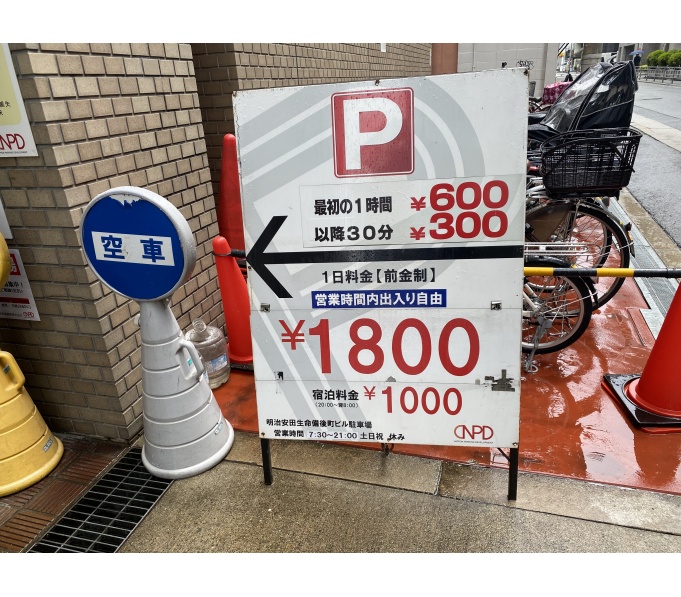 NPD
空車
P
最初の1時間 ¥600
以降30分 ¥300
1日料金【前金制】
営業時間内出入り自由
¥1800
宿泊料金 ¥1000
(20:00～朝8:00)
明治安田生命備後町ビル駐車場
営業時間 7:30~21:00 土日祝 休み
NPD